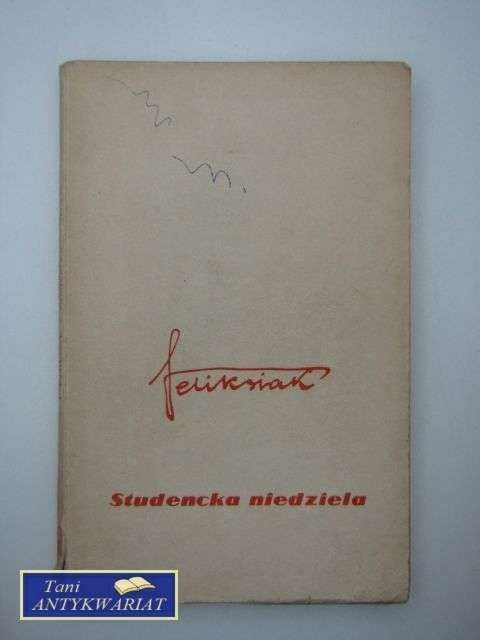 feliksiak
Studencka niedziela
Tani
ANTYKWARIAT